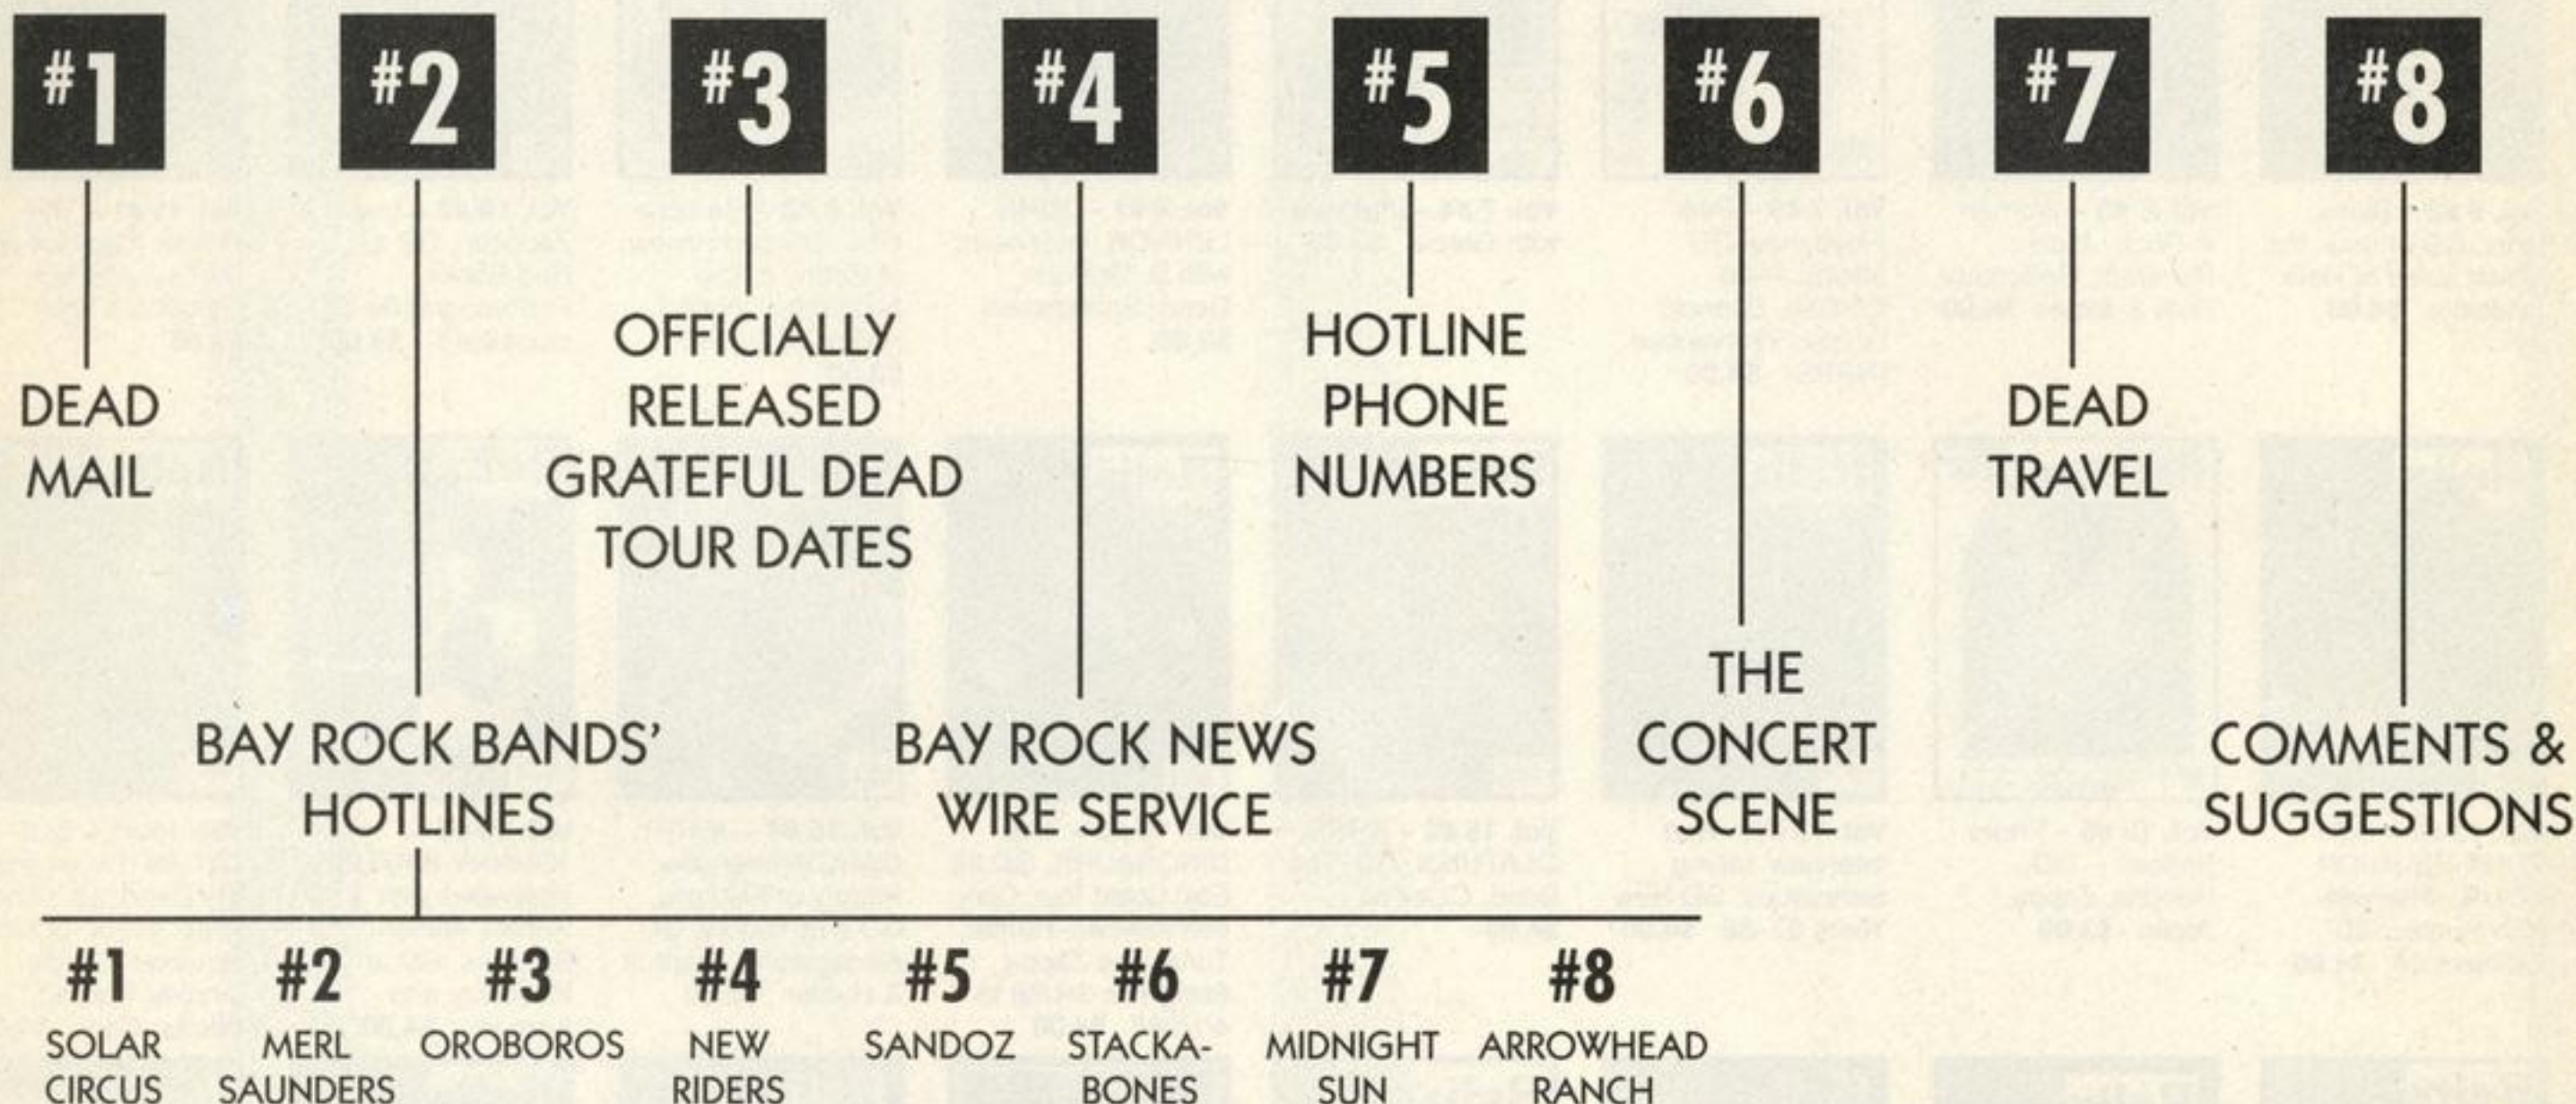 #1
#2
#3
#4
#5
#6
#7
#8
DEAD
MAIL
OFFICIALLY
RELEASED
GRATEFUL DEAD
TOUR DATES
HOTLINE
PHONE
NUMBERS
DEAD
TRAVEL
BAY ROCK BANDS'
HOTLINES
BAY ROCK NEWS
WIRE SERVICE
THE
CONCERT
SCENE
COMMENTS &
SUGGESTIONS
#1
#2
#3
#4
#5
#6
#7
#8
SOLAR
CIRCUS
MERL
SAUNDERS
OROBOROS
NEW
RIDERS
SANDOZ
STACKA-
BONES
MIDNIGHT
SUN
ARROWHEAD
RANCH